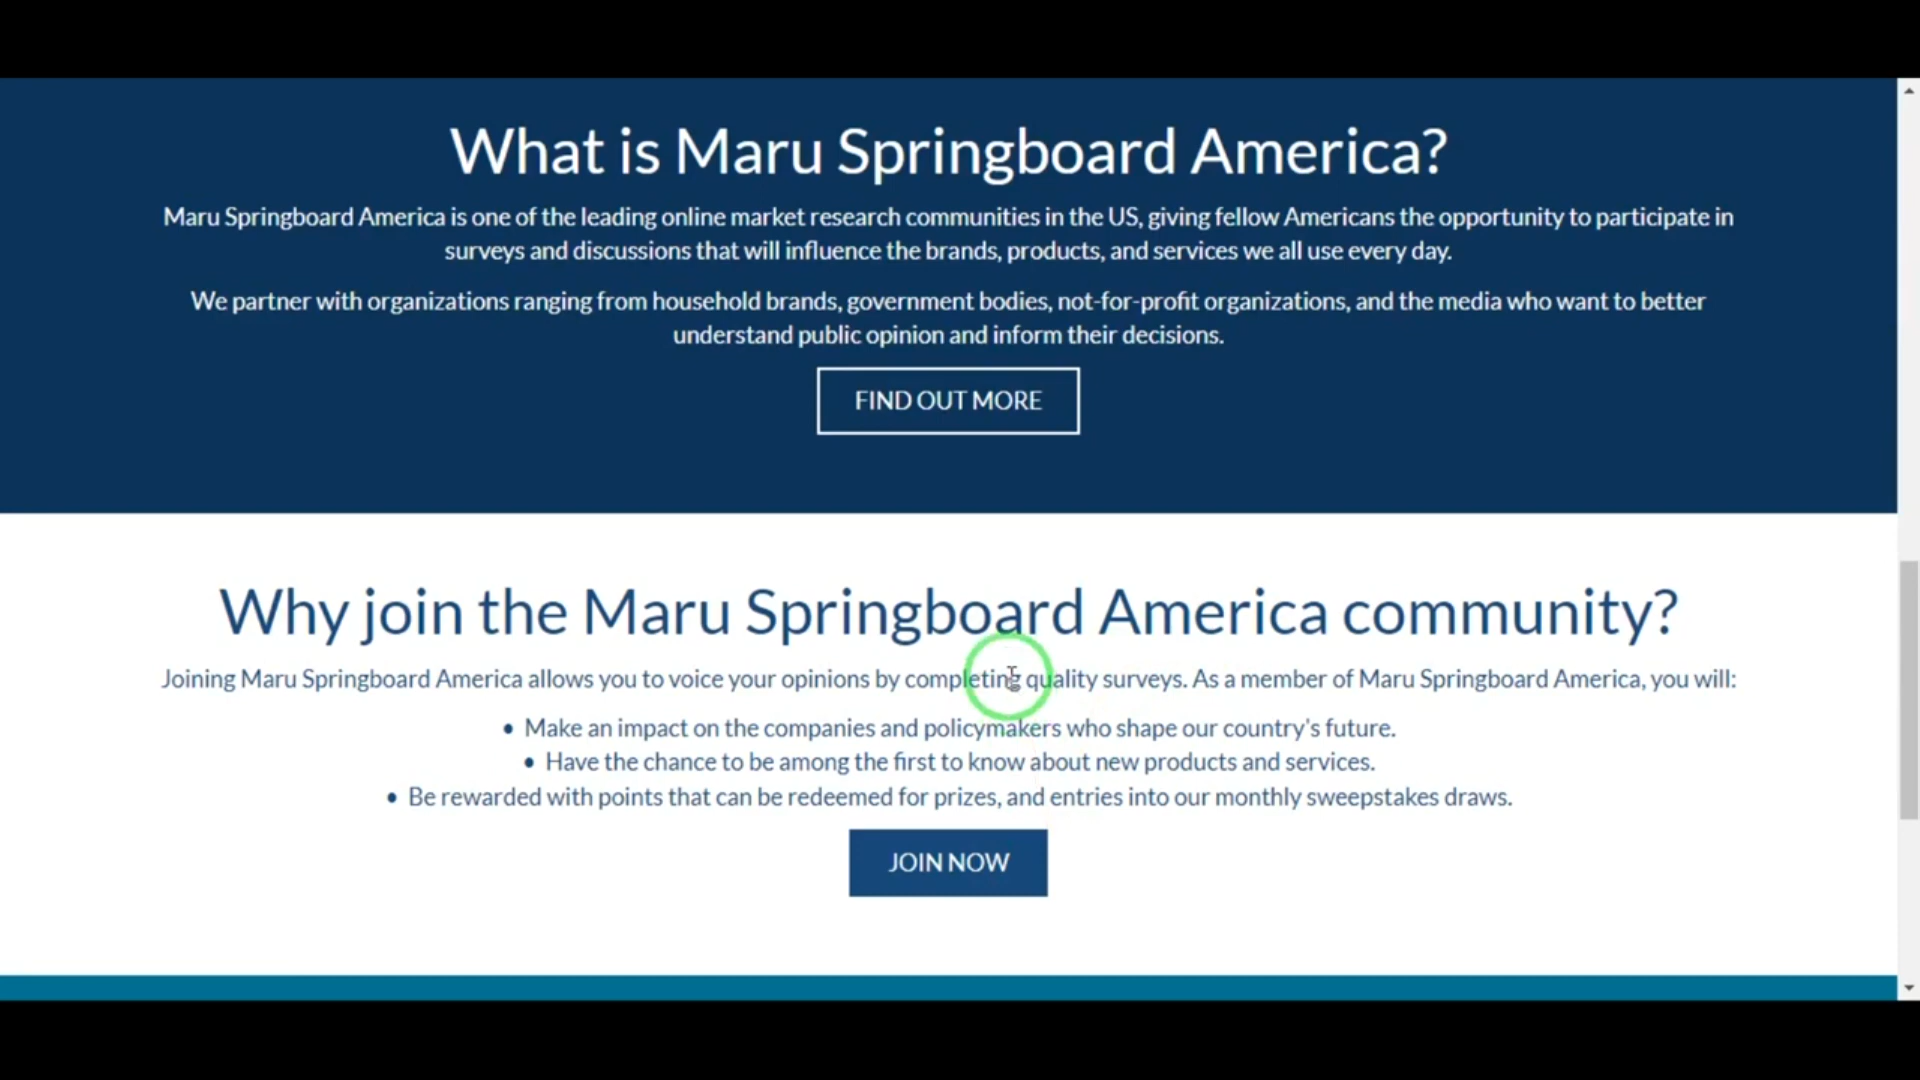 What is Maru Springboard America?
Maru Springboard America is one of the leading online market research communities in the US, giving fellow Americans the opportunity to participate in
surveys and discussions that will influence the brands, products, and services we all use every day.
We partner with organizations ranging from household brands, government bodies, not-for-profit organizations, and the media who want to better
understand public opinion and inform their decisions.
FIND OUT MORE
Why join the Maru Springboard America community?
Joining Maru Springboard America allows you to voice your opinions by completing quality surveys. As a member of Maru Springboard America, you will:
• Make an impact on the companies and policymakers who shape our country's future.
• Have the chance to be among the first to know about new products and services.
• Be rewarded with points that can be redeemed for prizes, and entries into our monthly sweepstakes draws.
JOIN NOW